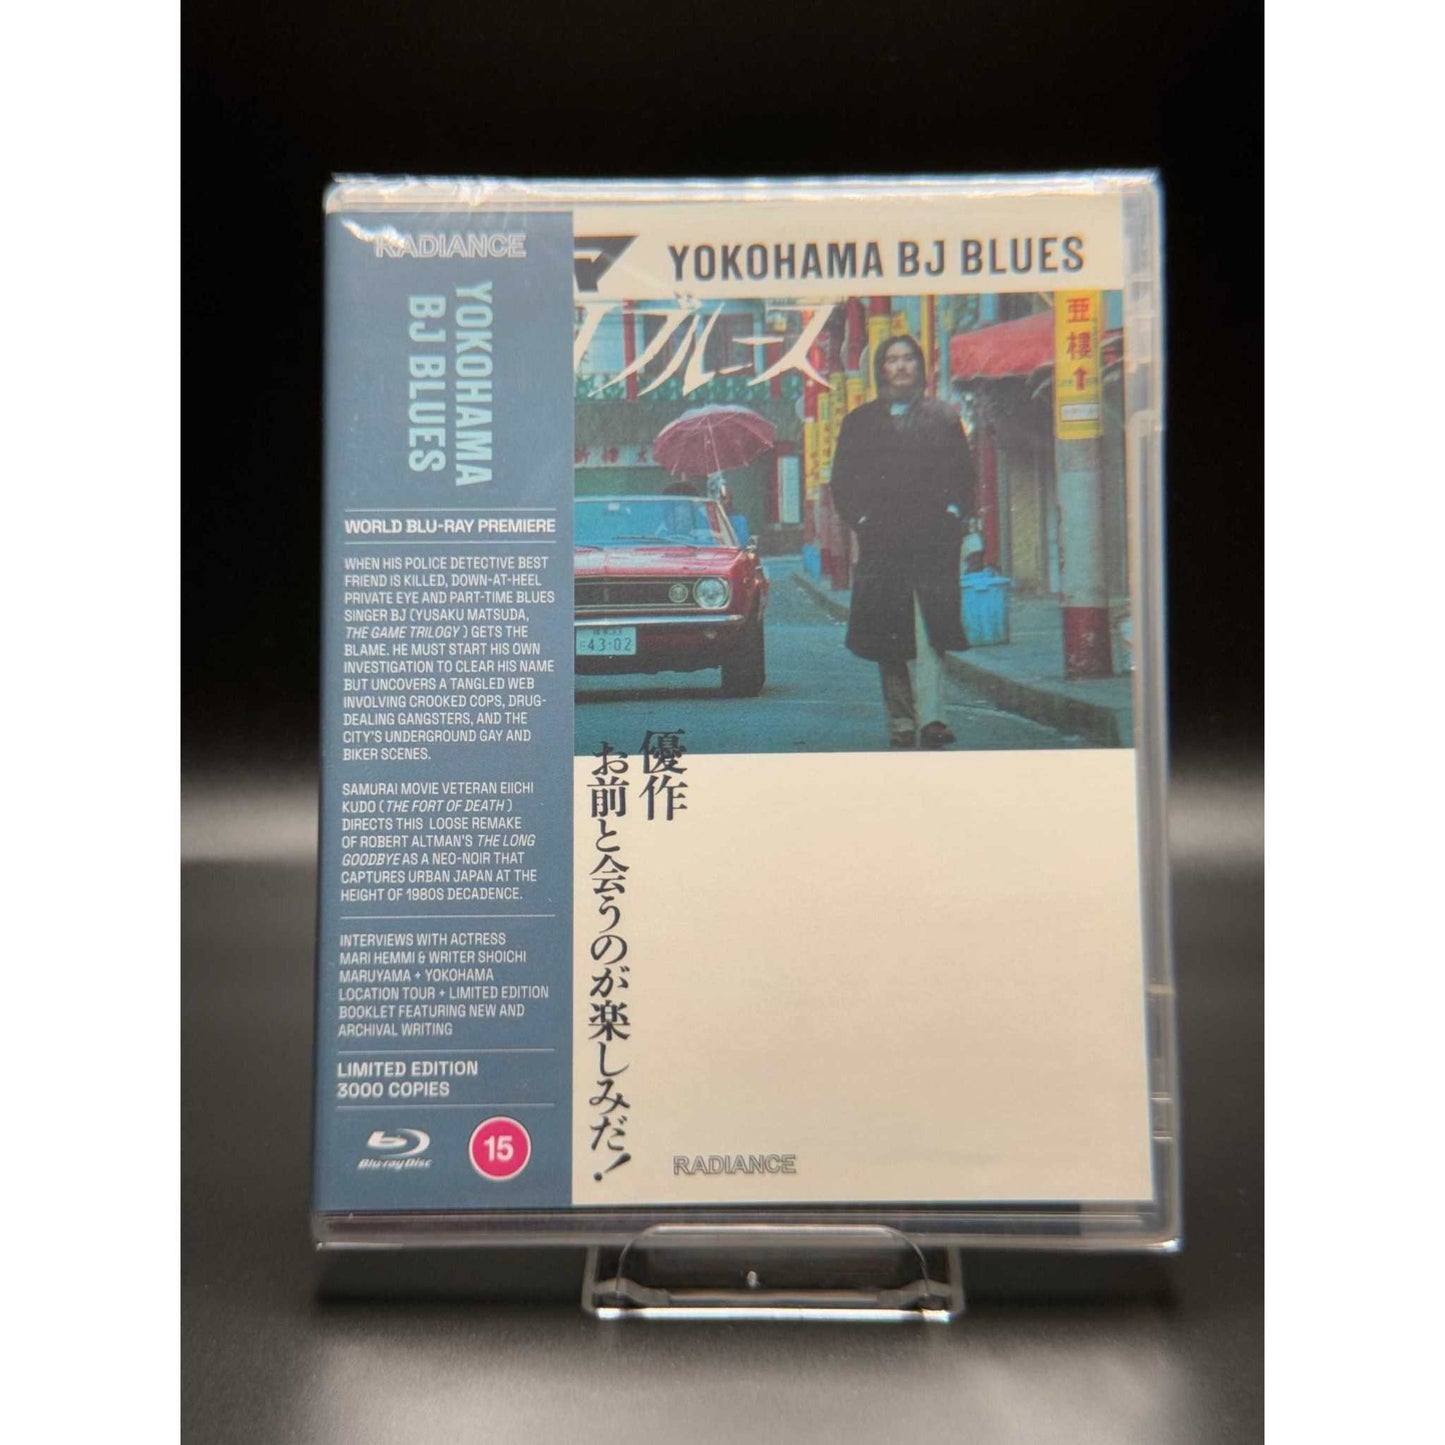 RADIANCE
YOKOHAMA
BJ BLUES
WORLD BLU-RAY PREMIERE
WHEN HIS POLICE DETECTIVE BEST
FRIEND IS KILLED, DOWN-AT-HEEL
PRIVATE EYE AND PART-TIME BLUES
SINGER BJ (YUSAKU MATSUDA,
THE GAME TRILOGY ) GETS THE
BLAME. HE MUST START HIS OWN
INVESTIGATION TO CLEAR HIS NAME
BUT UNCOVERS A TANGLED WEB
INVOLVING CROOKED COPS, DRUG-
DEALING GANGSTERS, AND THE
CITY'S UNDERGROUND GAY AND
BIKER SCENES.
SAMURAI MOVIE VETERAN EIICHI
KUDO ( THE FORT OF DEATH )
DIRECTS THIS LOOSE REMAKE
OF ROBERT ALTMAN'S THE LONG
GOODBYE AS A NEO-NOIR THAT
CAPTURES URBAN JAPAN AT THE
HEIGHT OF 1980S DECADENCE.
INTERVIEWS WITH ACTRESS
MARI HEMMI & WRITER SHOICHI
MARUYAMA + YOKOHAMA
LOCATION TOUR + LIMITED EDITION
BOOKLET FEATURING NEW AND
ARCHIVAL WRITING
LIMITED EDITION
3000 COPIES
Blu-ray Disc
15
YOKOHAMA BJ BLUES
ブルース
亜
樓
43-02
優作
お前と会うのが楽しみだ!
RADIANCE